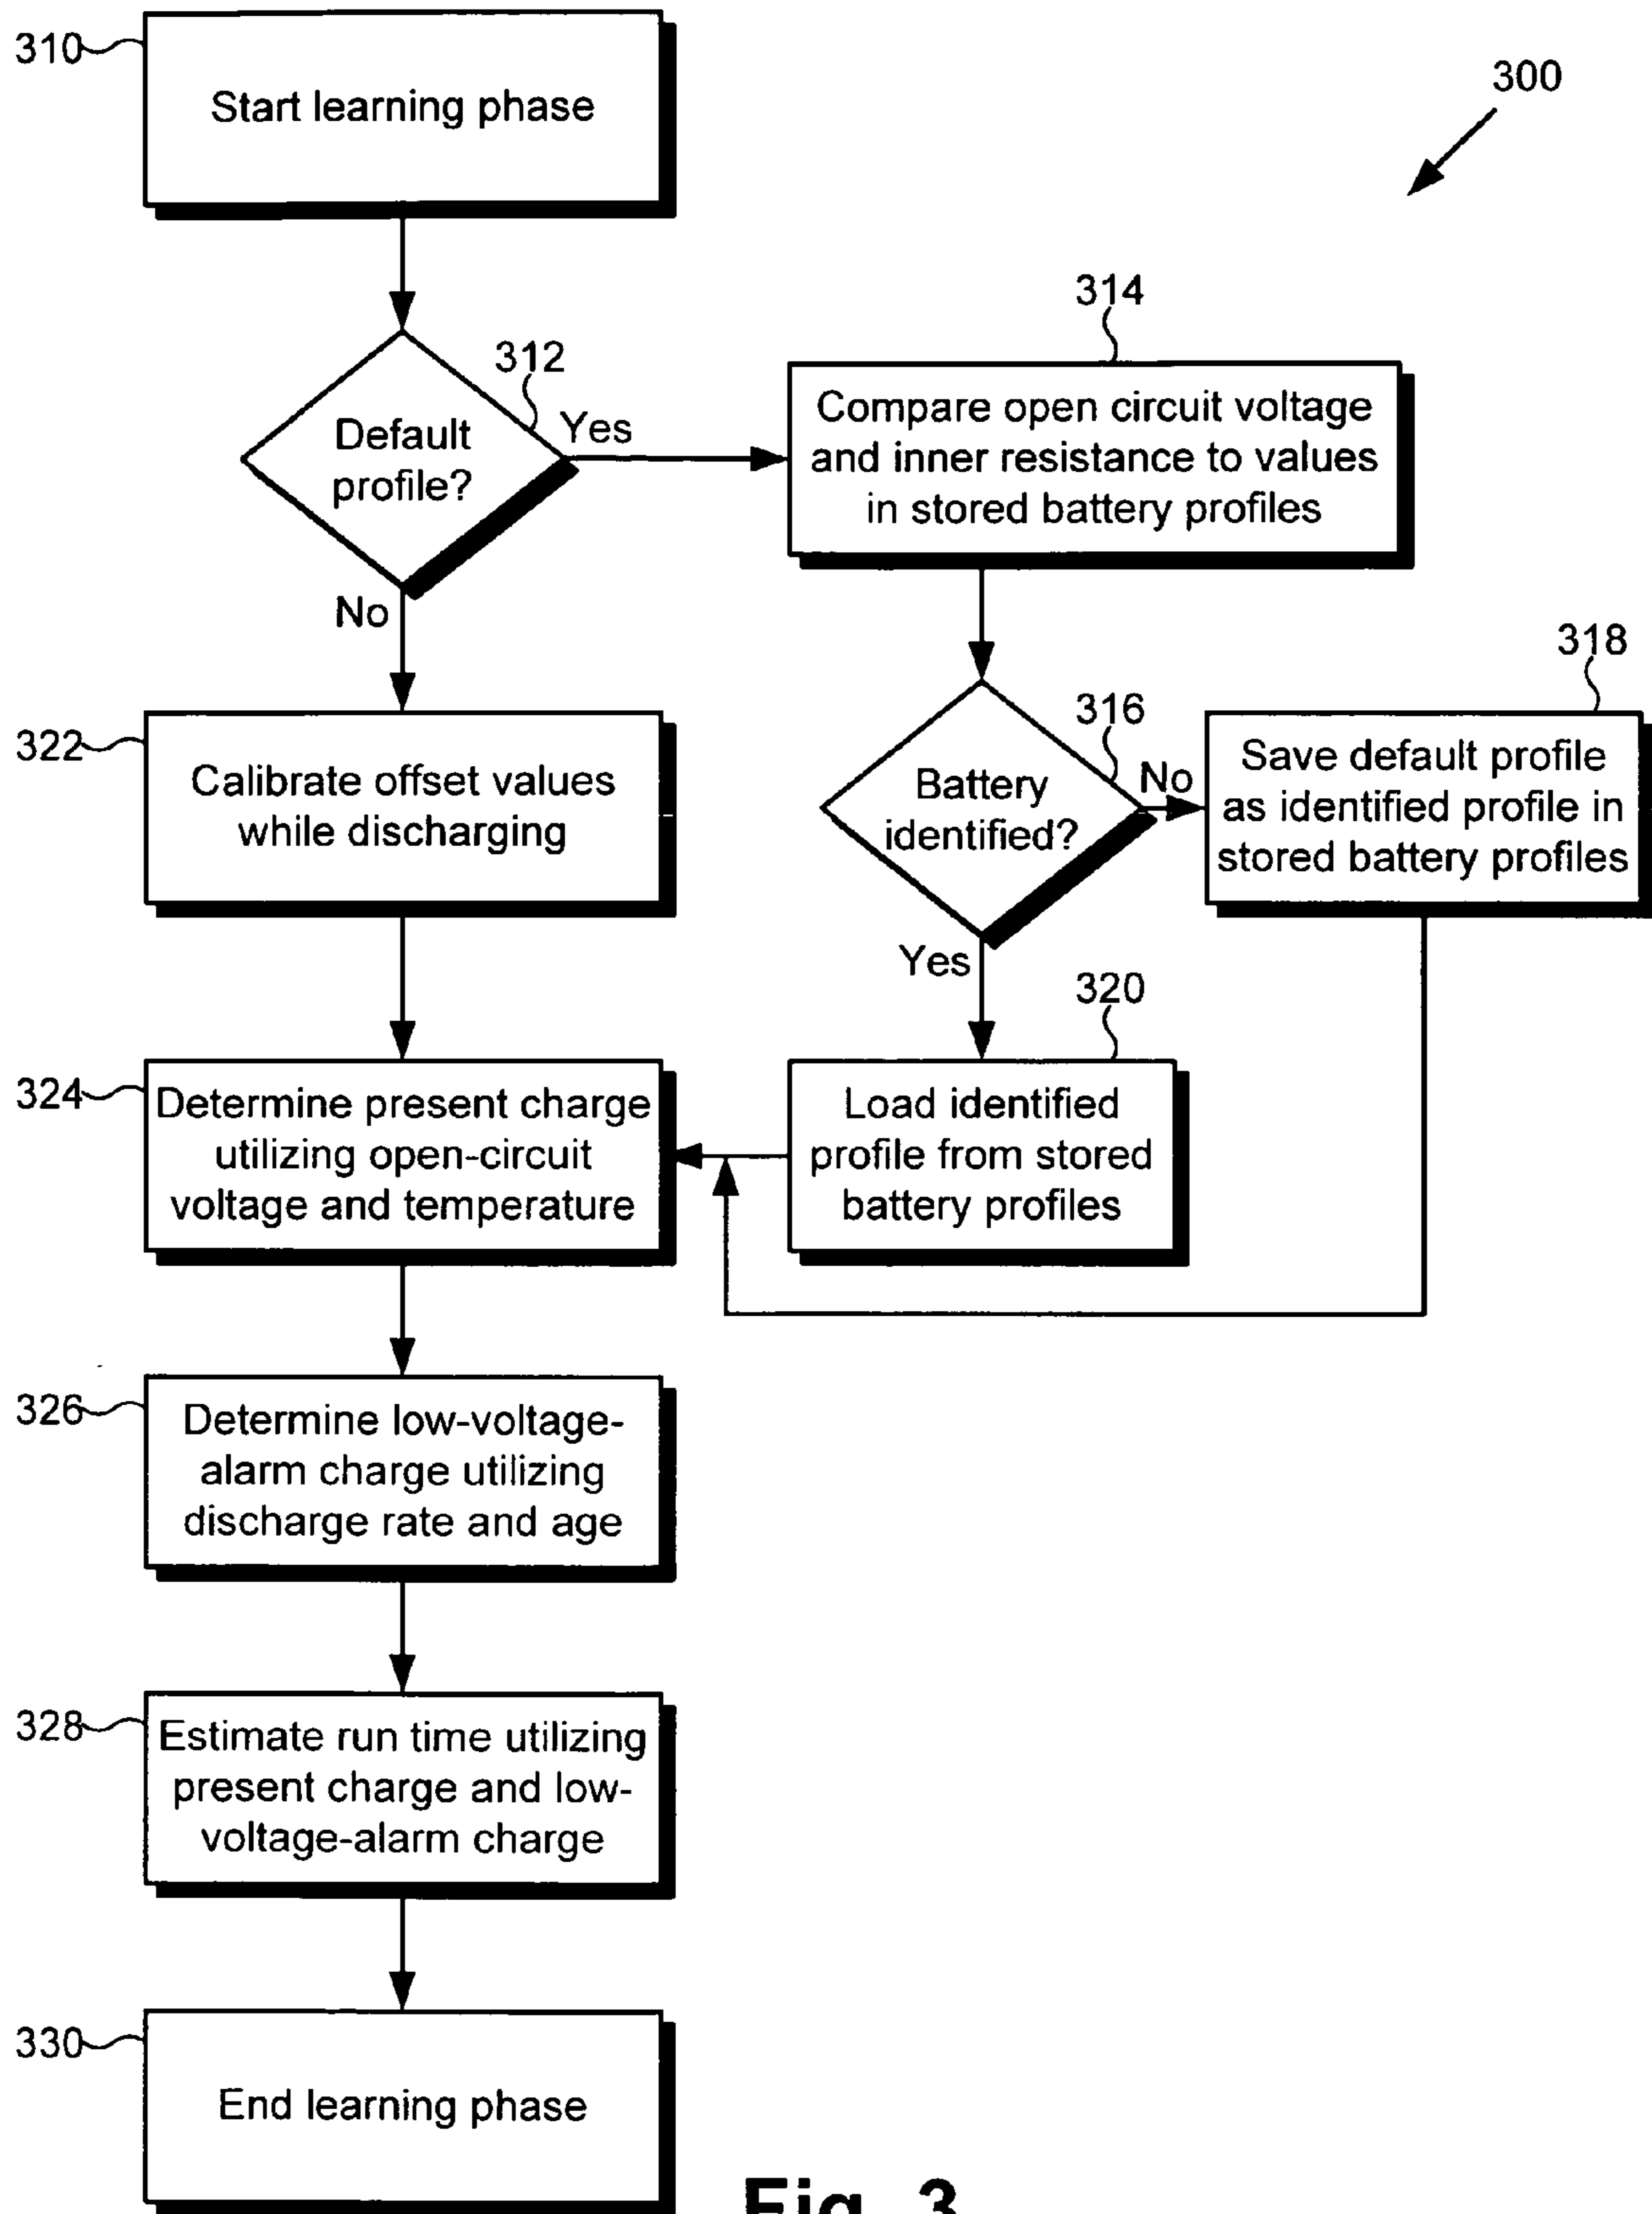 310
Start learning phase
300
312
Default
profile?
Yes
No
314
Compare open circuit voltage
and inner resistance to values
in stored battery profiles
316
Battery
identified?
No
Yes
318
Save default profile
as identified profile in
stored battery profiles
322
Calibrate offset values
while discharging
320
Load identified
profile from stored
battery profiles
324
Determine present charge
utilizing open-circuit
voltage and temperature
326
Determine low-voltage-
alarm charge utilizing
discharge rate and age
328
Estimate run time utilizing
present charge and low-
voltage-alarm charge
330
End learning phase
Fig. 3